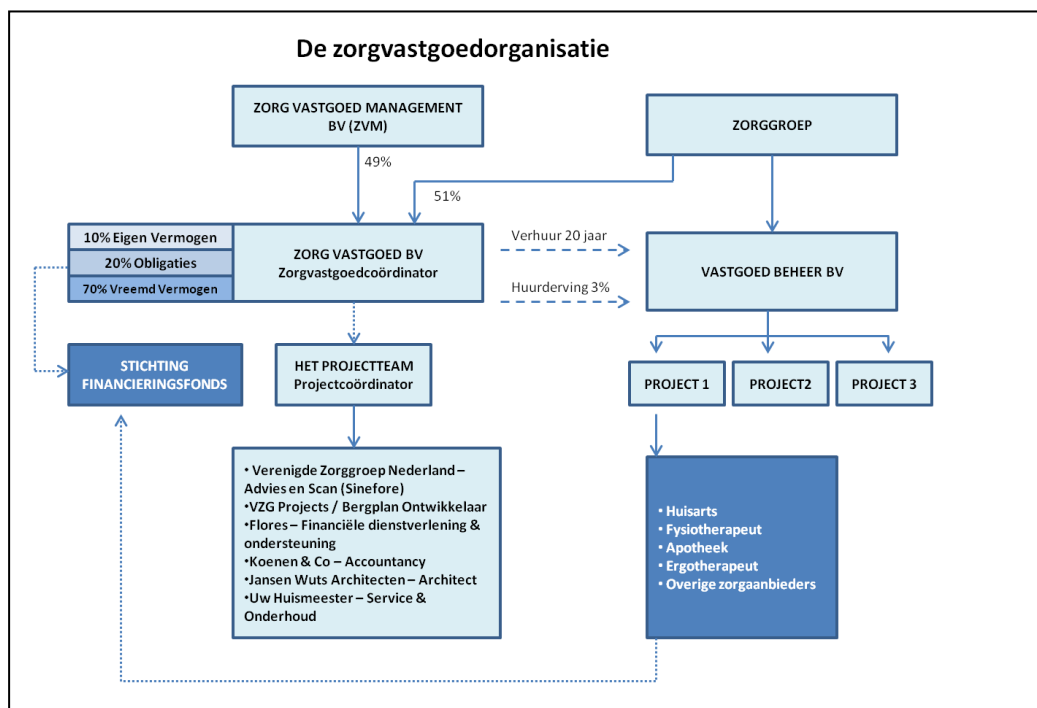 De zorgvastgoedorganisatie
ZORG VASTGOED MANAGEMENT
BV (ZVM)
ZORGGROEP
49%
51%
10% Eigen Vermogen
20% Obligaties
70% Vreemd Vermogen
ZORG VASTGOED BV
Zorgvastgoedcoördinator
Verhuur 20 jaar
Huurderving 3%
VASTGOED BEHEER BV
STICHTING
FINANCIERINGSFONDS
HET PROJECTTEAM
Projectcoördinator
PROJECT 1
PROJECT2
PROJECT 3
• Verenigde Zorggroep Nederland –
Advies en Scan (Sinefore)
•VZG Projects / Bergplan Ontwikkelaar
•Flores – Financiële dienstverlening &
ondersteuning
•Koenen & Co – Accountancy
•Jansen Wuts Architecten – Architect
•Uw Huismeester – Service &
Onderhoud
• Huisarts
• Fysiotherapeut
• Apotheek
• Ergotherapeut
• Overige zorgaanbieders